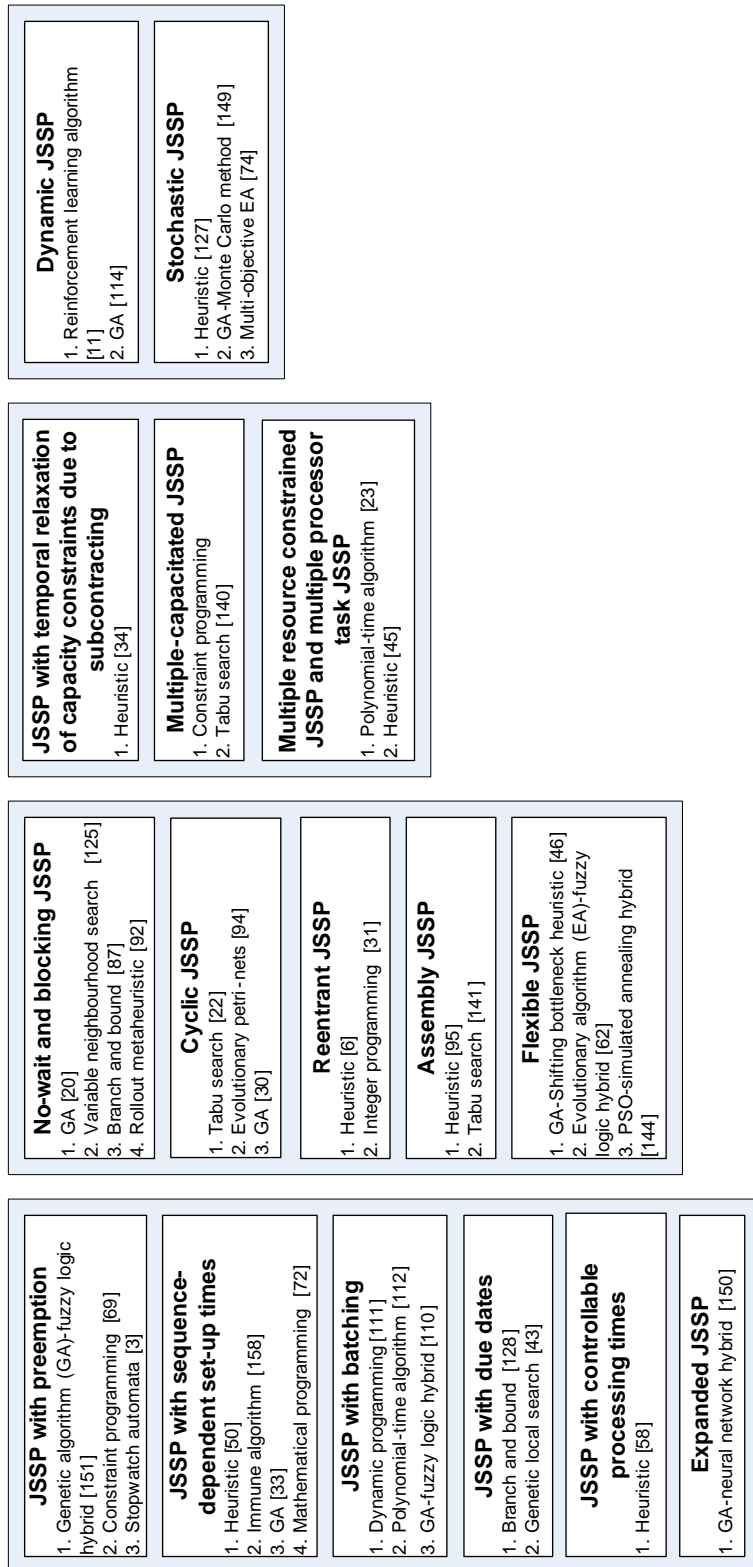 JSSP with preemption
1. Genetic algorithm (GA)-fuzzy logic
hybrid [151]
2. Constraint programming [69]
3. Stopwatch automata [3]
JSSP with sequence-
dependent set-up times
1. Heuristic [50]
2. Immune algorithm [158]
3. GA [33]
4. Mathematical programming [72]
JSSP with batching
1. Dynamic programming [111]
2. Polynomial-time algorithm [112]
3. GA-fuzzy logic hybrid [110]
JSSP with due dates
1. Branch and bound [128]
2. Genetic local search [43]
JSSP with controllable
processing times
1. Heuristic [58]
Expanded JSSP
1. GA-neural network hybrid [150]
No-wait and blocking JSSP
1. GA [20]
2. Variable neighbourhood search [125]
3. Branch and bound [87]
4. Rollout metaheuristic [92]
Cyclic JSSP
1. Tabu search [22]
2. Evolutionary petri-nets [94]
3. GA [30]
Reentrant JSSP
1. Heuristic [6]
2. Integer programming [31]
Assembly JSSP
1. Heuristic [95]
2. Tabu search [141]
Flexible JSSP
1. GA-Shifting bottleneck heuristic [46]
2. Evolutionary algorithm (EA)-fuzzy
logic hybrid [62]
3. PSO-simulated annealing hybrid
[144]
JSSP with temporal relaxation
of capacity constraints due to
subcontracting
1. Heuristic [34]
Multiple-capacitated JSSP
1. Constraint programming
2. Tabu search [140]
Multiple resource constrained
JSSP and multiple processor
task JSSP
1. Polynomial-time algorithm [23]
2. Heuristic [45]
Dynamic JSSP
1. Reinforcement learning algorithm
[11]
2. GA [114]
Stochastic JSSP
1. Heuristic [127]
2. GA-Monte Carlo method [149]
3. Multi-objective EA [74]